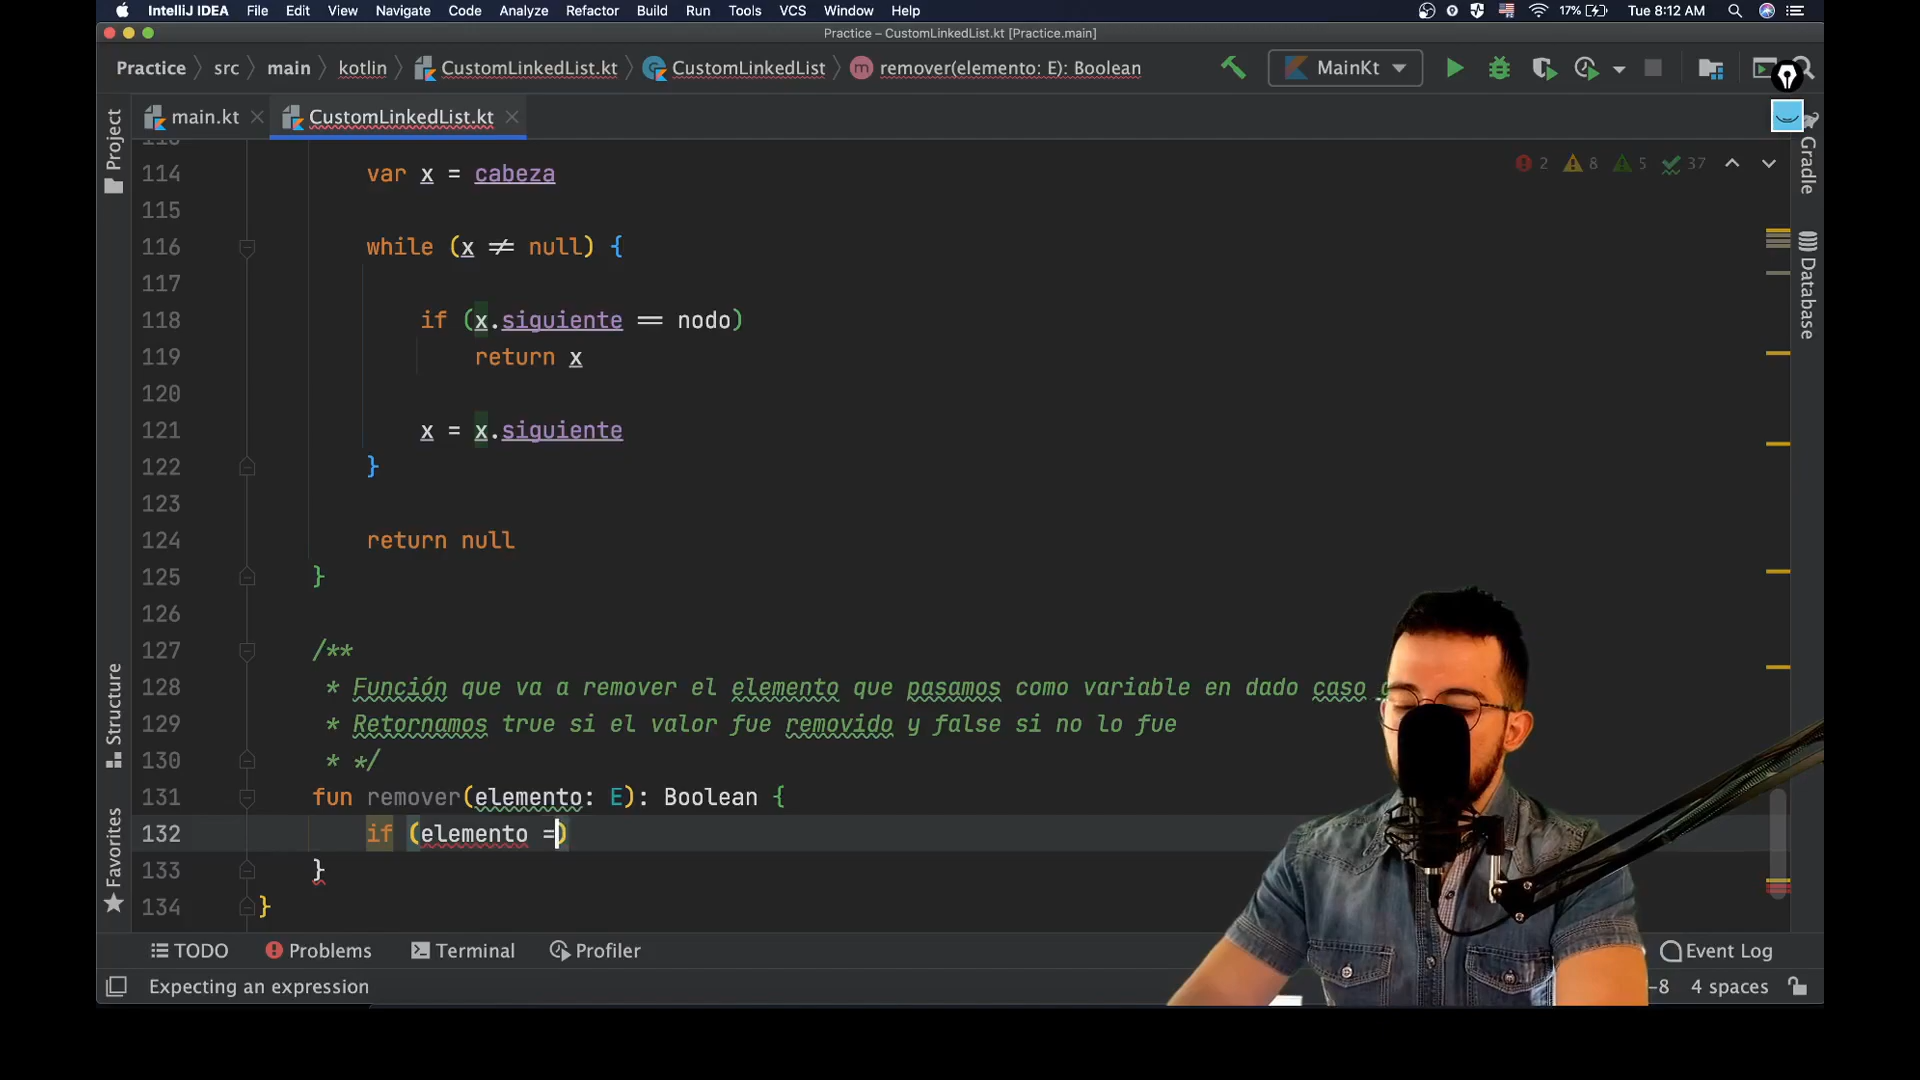 IntelliJ IDEA File Edit View Navigate Code Analyze Refactor Build Run Tools VCS Window Help 17% Tue 8:12 AM
Practice – CustomLinkedList.kt [Practice.main]
Practice src main kotlin CustomLinkedList.kt CustomLinkedList m remover(elemento: E): Boolean MainKt
main.kt CustomLinkedList.kt
Project
Structure
Favorites
Gradle
Database
2 8 5 37
114 var x = cabeza
115
116 while (x ≠ null) {
117
118 if (x.siguiente == nodo)
119 return x
120
121 x = x.siguiente
122 }
123
124 return null
125 }
126
127 /**
128 * Función que va a remover el elemento que pasamos como variable en dado caso
129 * Retornamos true si el valor fue removido y false si no lo fue
130 * */
131 fun remover(elemento: E): Boolean {
132 if (elemento =)
133 }
134 }
TODO Problems Terminal Profiler Event Log
Expecting an expression -8 4 spaces